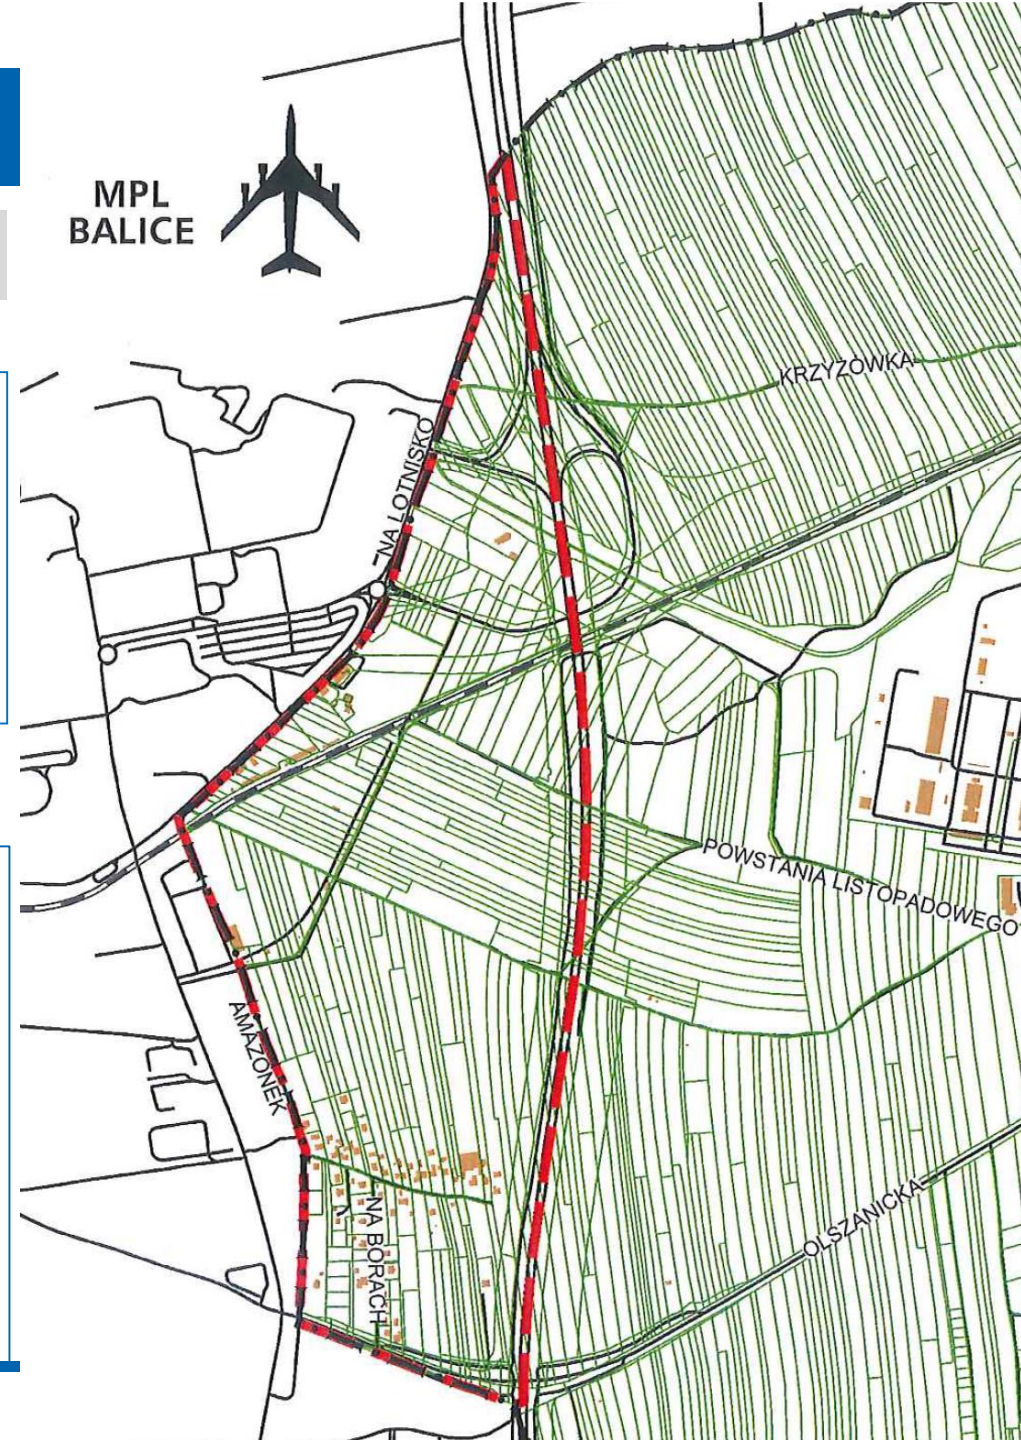 MPL
BALICE
KRZYŻÓWKA
NA LOTNISKO
POWSTANIA LISTOPADOWEGO
AMAZONEK
NA BORACH
OLSZANICKA